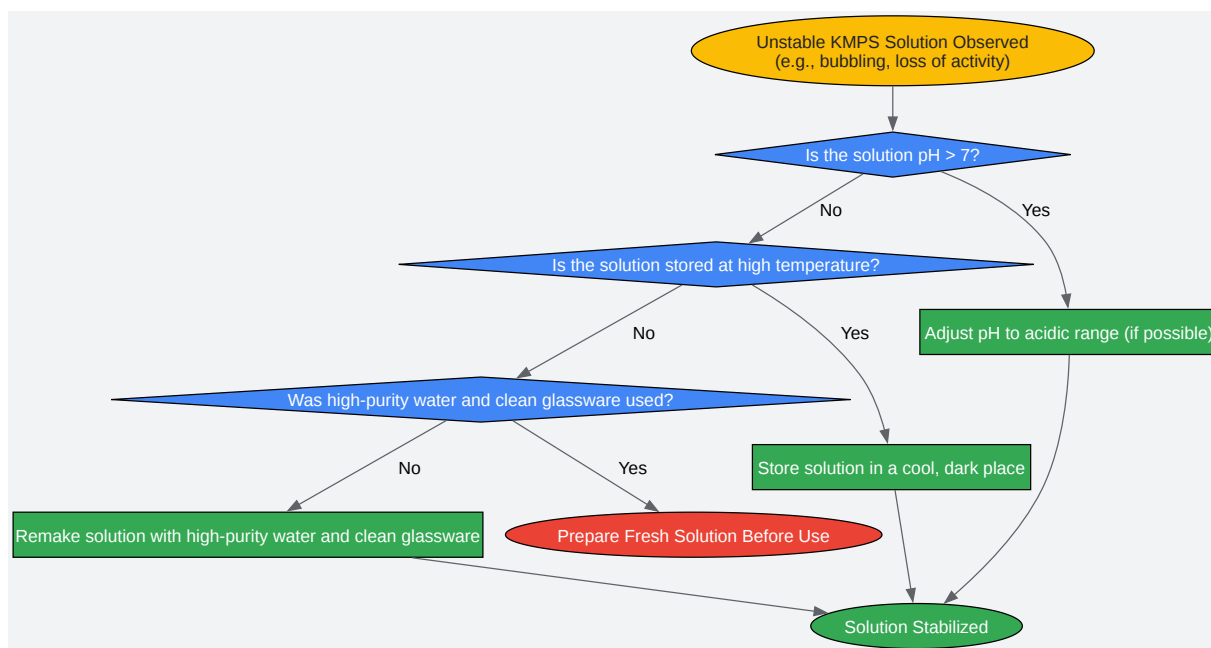 Unstable KMPS Solution Observed
(e.g., bubbling, loss of activity)
Is the solution pH > 7?
No
Yes
Is the solution stored at high temperature?
No
Yes
Adjust pH to acidic range (if possible)
Was high-purity water and clean glassware used?
No
Yes
Store solution in a cool, dark place
Remake solution with high-purity water and clean glassware
Prepare Fresh Solution Before Use
Solution Stabilized